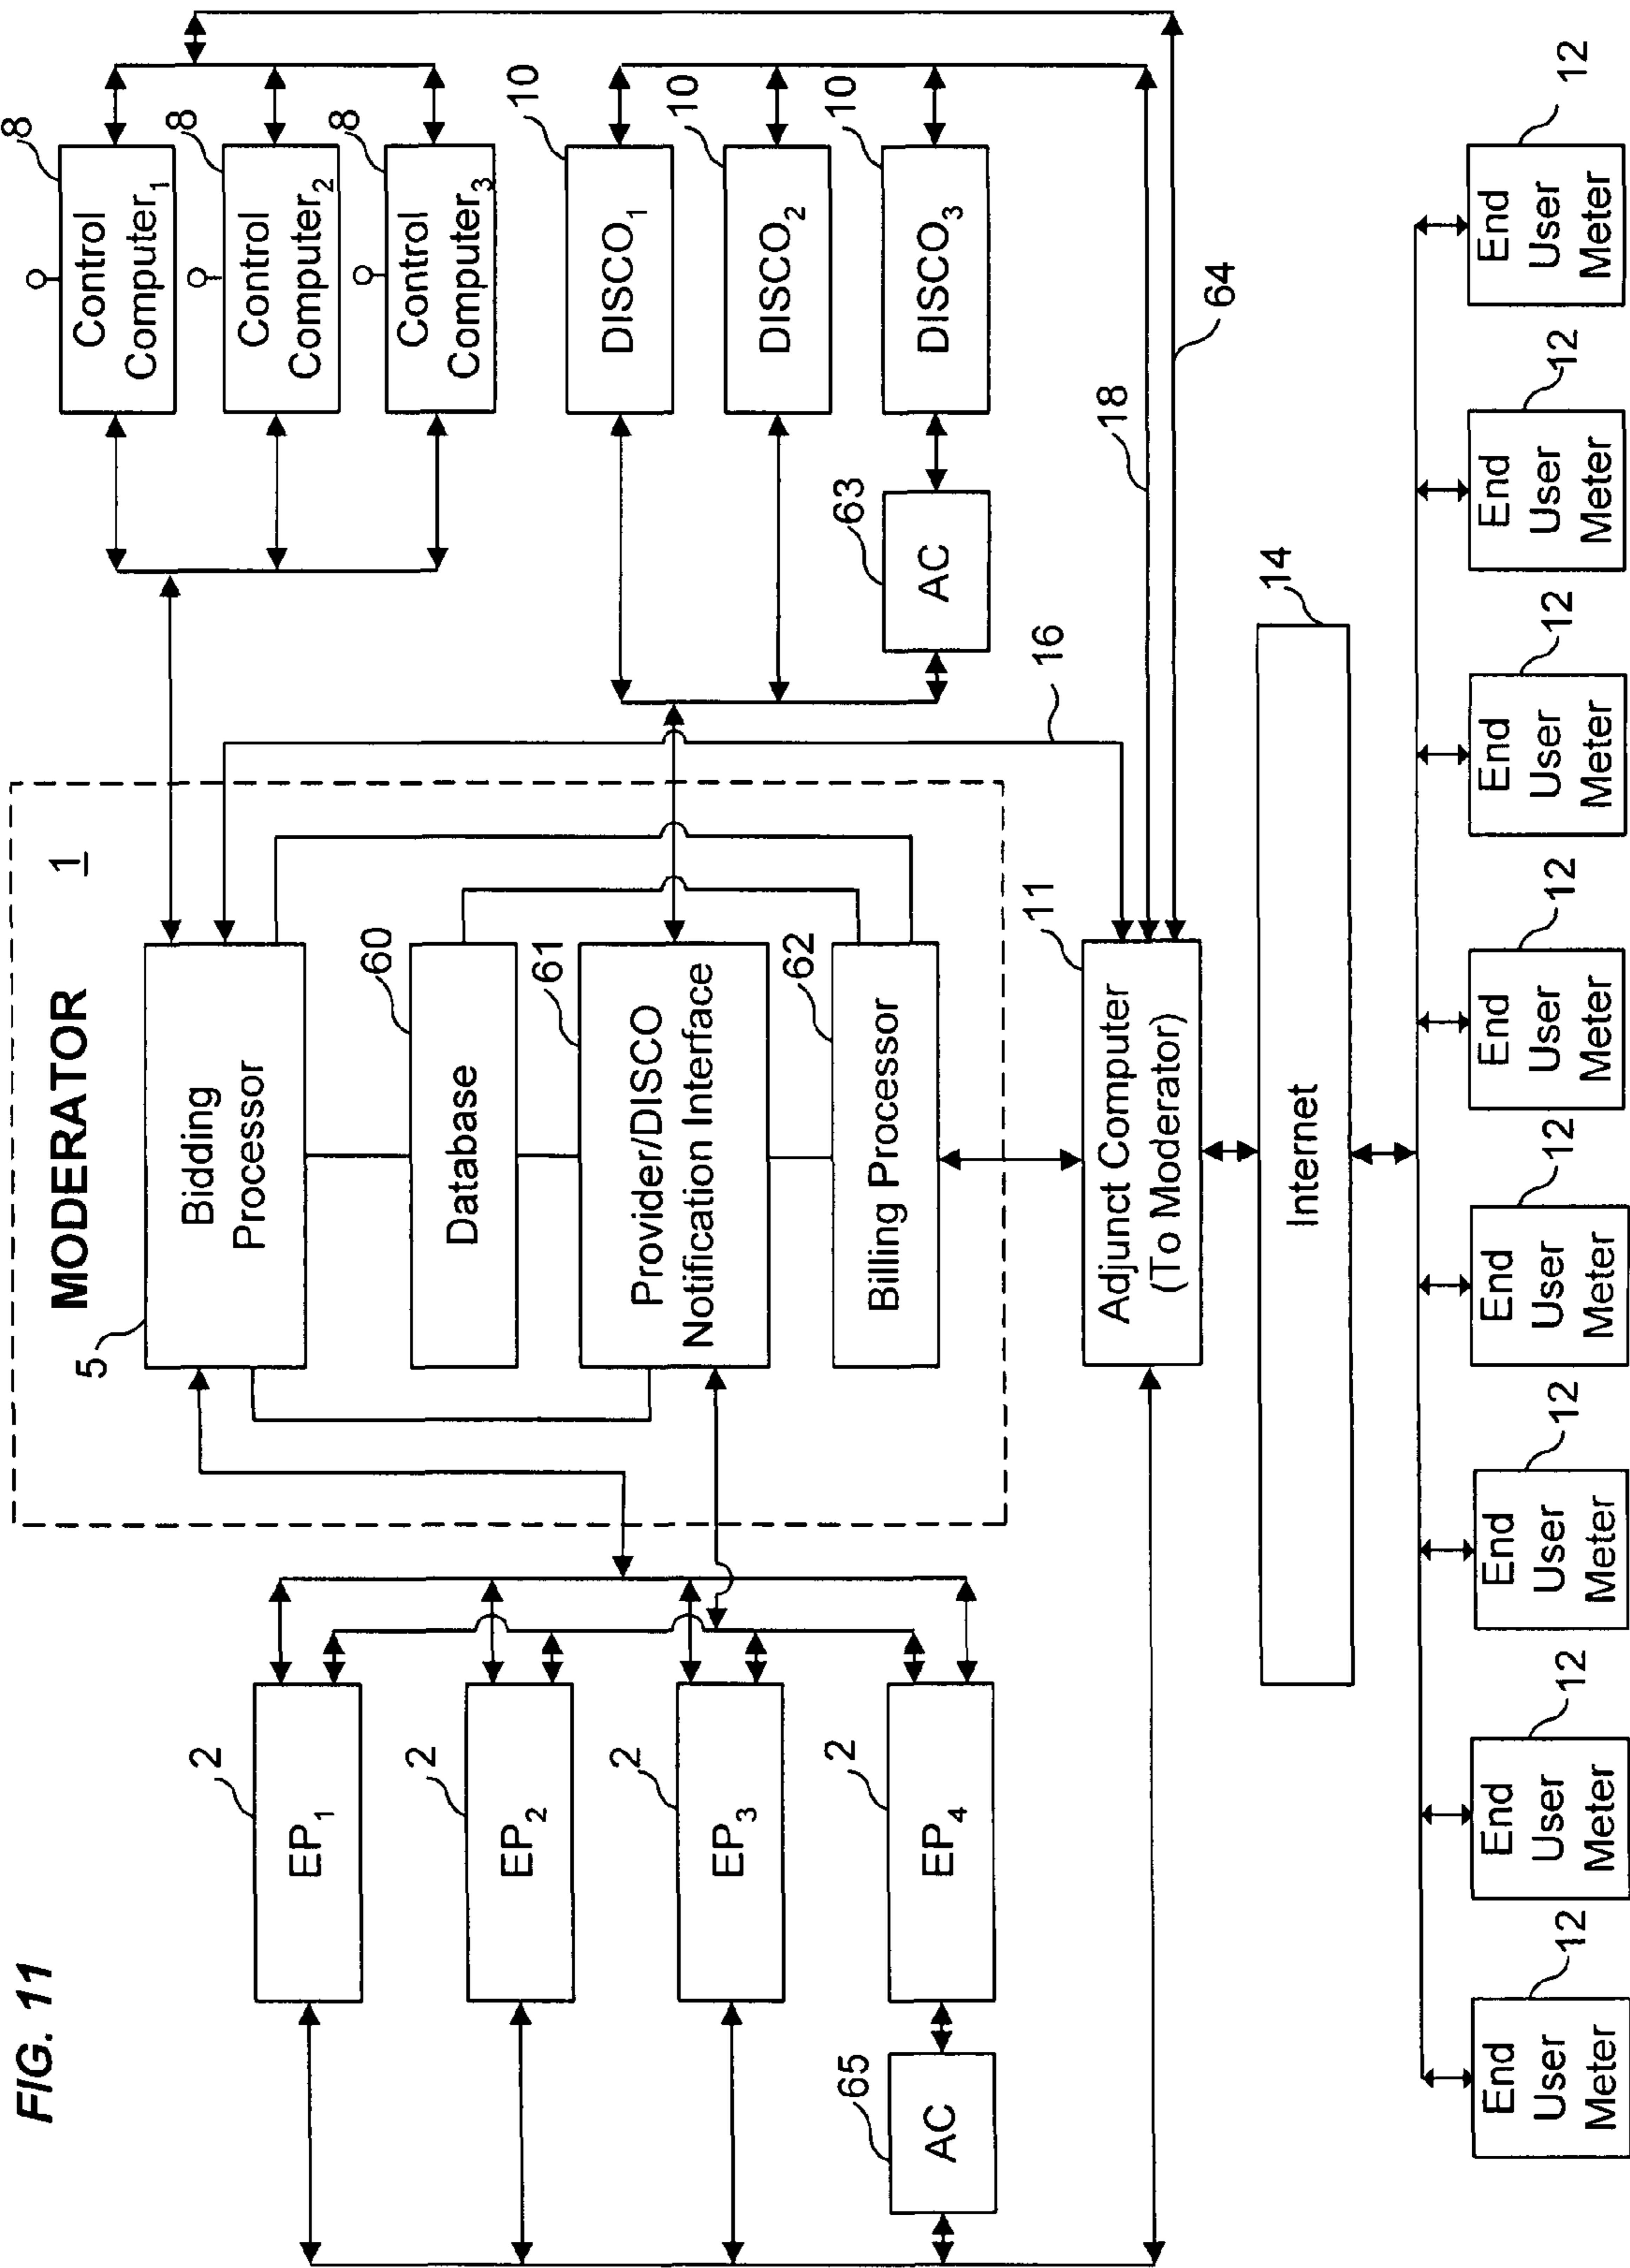 FIG. 11
MODERATOR 1
5
Bidding
Processor
60
Database
61
Provider/DISCO
Notification Interface
62
Billing Processor
2
EP1
2
EP2
2
EP3
2
EP4
65
AC
8
Control
Computer1
8
Control
Computer2
8
Control
Computer3
10
DISCO1
10
DISCO2
10
DISCO3
63
AC
16
18
64
11
Adjunct Computer
(To Moderator)
14
Internet
12
End
User
Meter
12
End
User
Meter
12
End
User
Meter
12
End
User
Meter
12
End
User
Meter
12
End
User
Meter
12
End
User
Meter
12
End
User
Meter